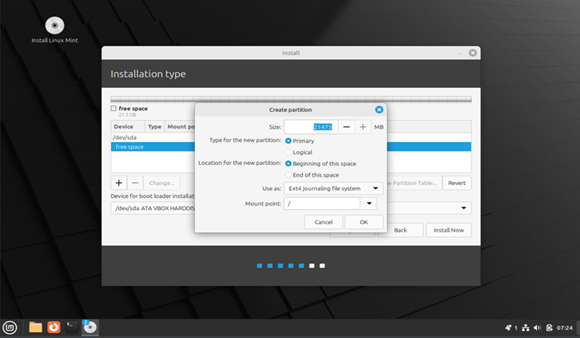 Install Linux Mint
Install
Installation type
free space
21.5 GB
Device Type Mount po
/dev/sda
free space
+ − Change... Partition Table... Revert
Device for boot loader installat
/dev/sda ATA VBOX HARDDIS
Back Install Now
Create partition
Size: 21475 − + MB
Type for the new partition: Primary
Logical
Location for the new partition: Beginning of this space
End of this space
Use as: Ext4 journaling file system
Mount point: /
Cancel OK
1 07:24